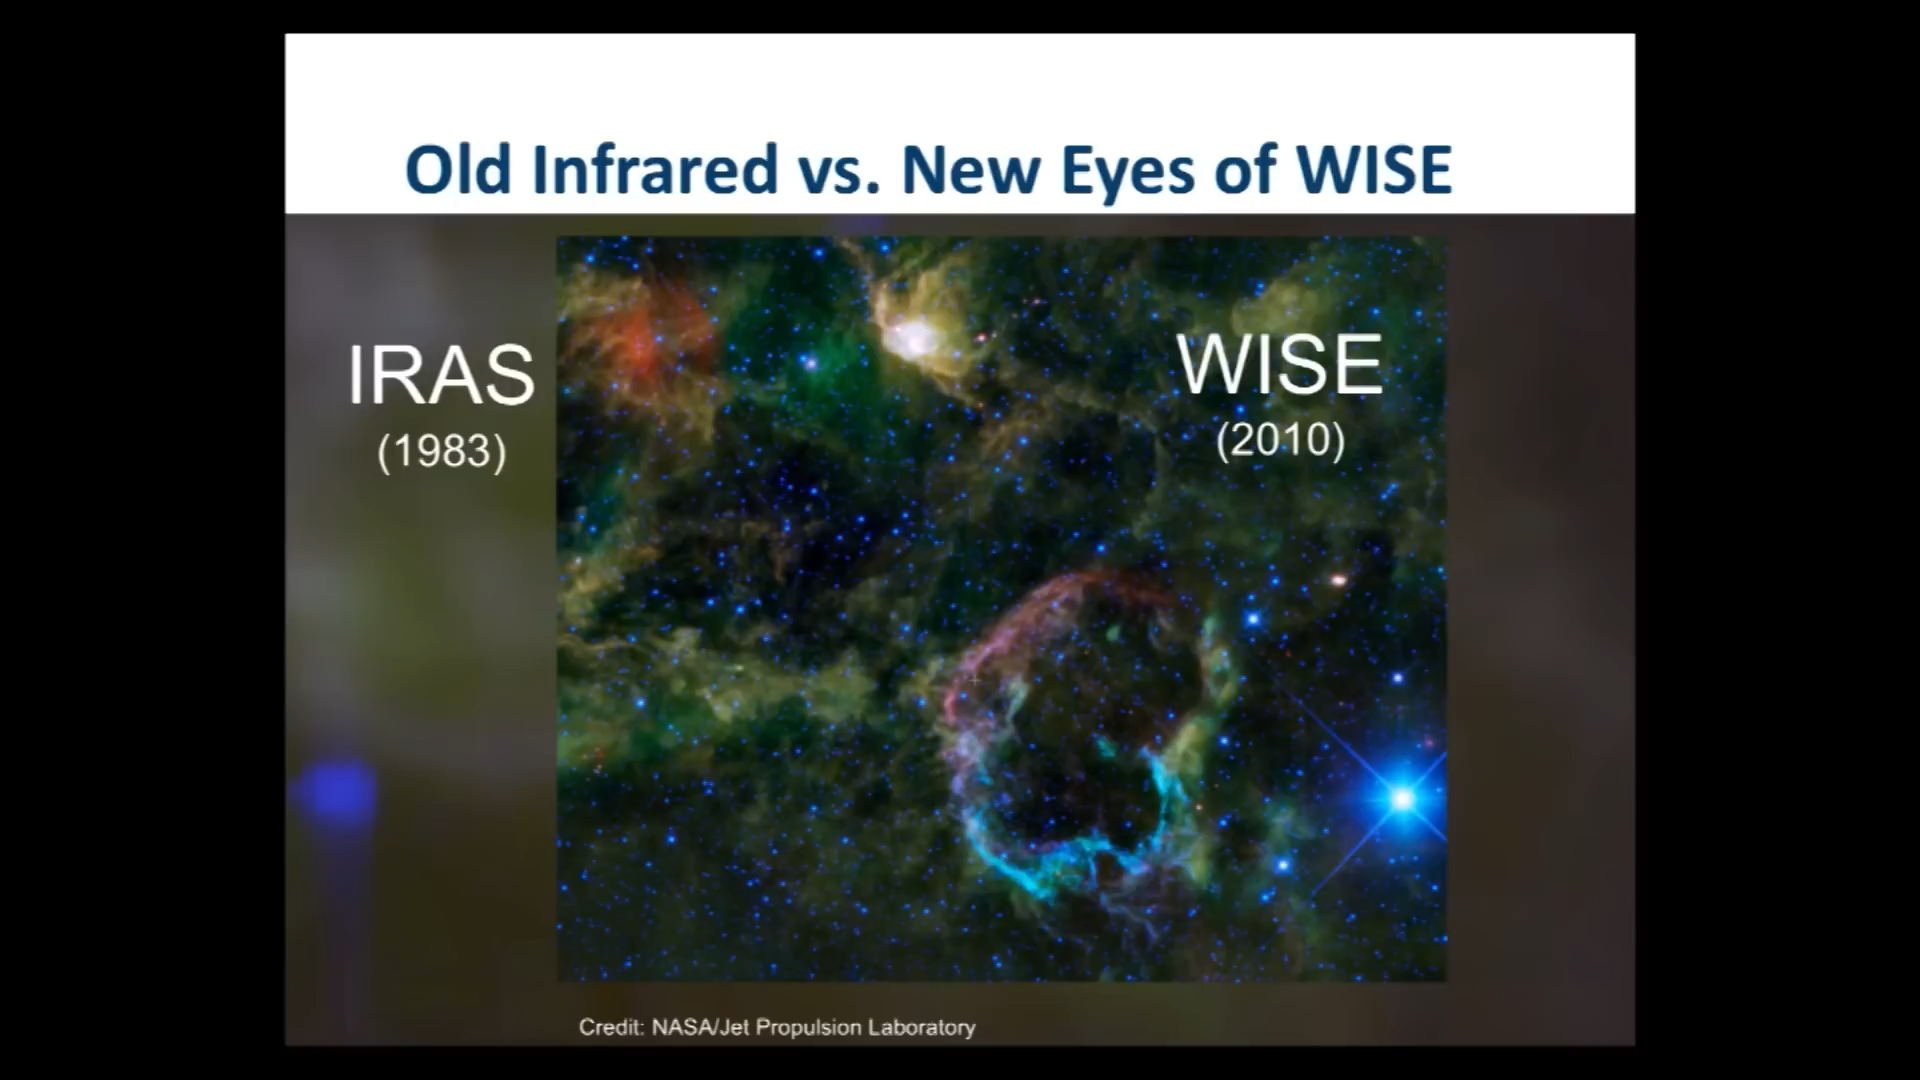 Old Infrared vs. New Eyes of WISE
IRAS
(1983)
WISE
(2010)
Credit: NASA/Jet Propulsion Laboratory